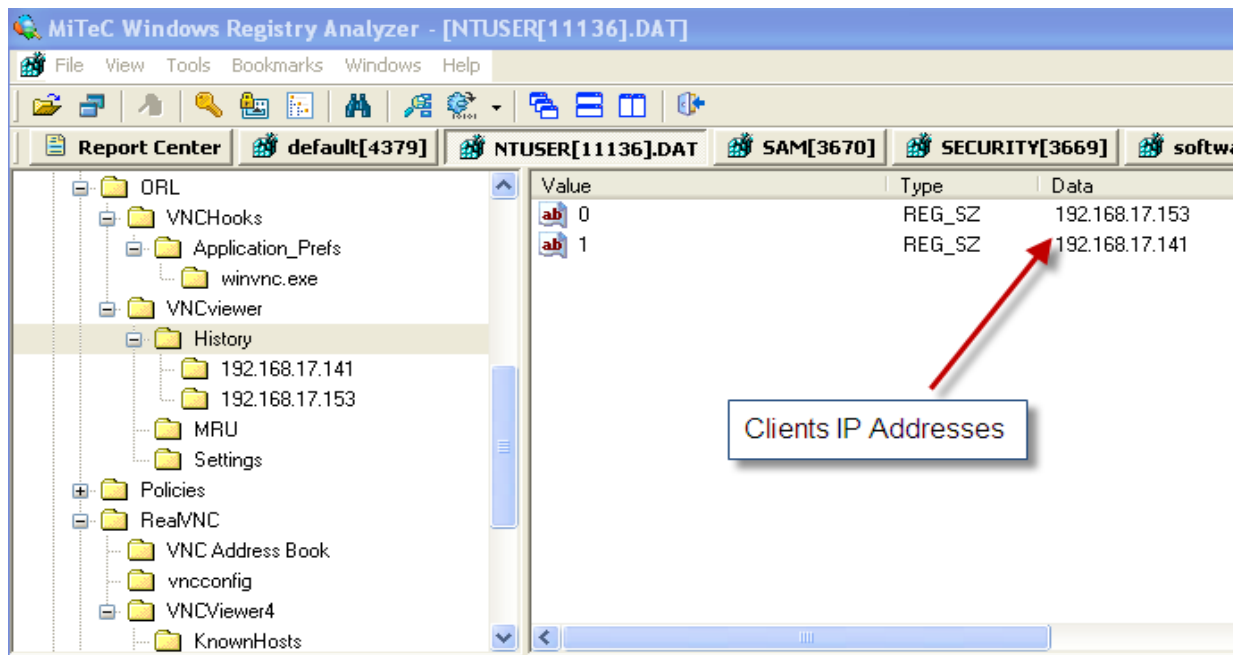 MiTeC Windows Registry Analyzer - [NTUSER[11136].DAT]
File View Tools Bookmarks Windows Help
Report Center default[4379] NTUSER[11136].DAT SAM[3670] SECURITY[3669] softwa
ORL
VNCHooks
Application_Prefs
winvnc.exe
VNCviewer
History
192.168.17.141
192.168.17.153
MRU
Settings
Policies
RealVNC
VNC Address Book
vncconfig
VNCViewer4
KnownHosts
Value Type Data
0 REG_SZ 192.168.17.153
1 REG_SZ 192.168.17.141
Clients IP Addresses